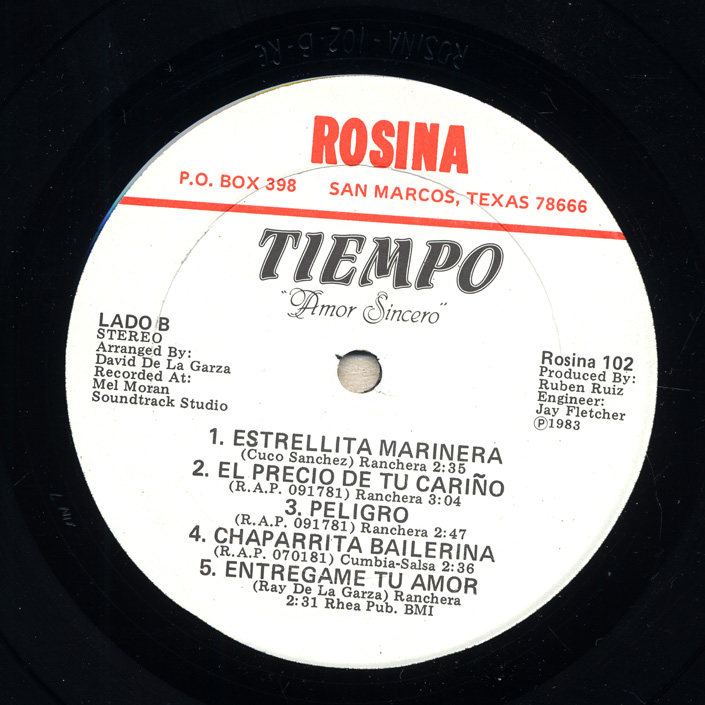 ROSINA-102-B-RE
ROSINA
P.O. BOX 398 SAN MARCOS, TEXAS 78666
TIEMPO
"Amor Sincero"
LADO B
STEREO
Arranged By:
David De La Garza
Recorded At:
Mel Moran
Soundtrack Studio
Rosina 102
Produced By:
Ruben Ruiz
Engineer:
Jay Fletcher
Ⓟ1983
1. ESTRELLITA MARINERA
(Cuco Sanchez) Ranchera 2:35
2. EL PRECIO DE TU CARIÑO
(R.A.P. 091781) Ranchera 3:04
3. PELIGRO
(R.A.P. 091781) Ranchera 2:47
4. CHAPARRITA BAILERINA
(R.A.P. 070181) Cumbia-Salsa 2:36
5. ENTREGAME TU AMOR
(Ray De La Garza) Ranchera
2:31 Rhea Pub. BMI